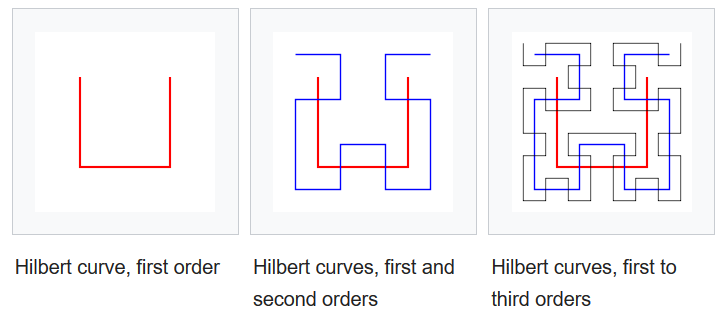 Hilbert curve, first order
Hilbert curves, first and
second orders
Hilbert curves, first to
third orders